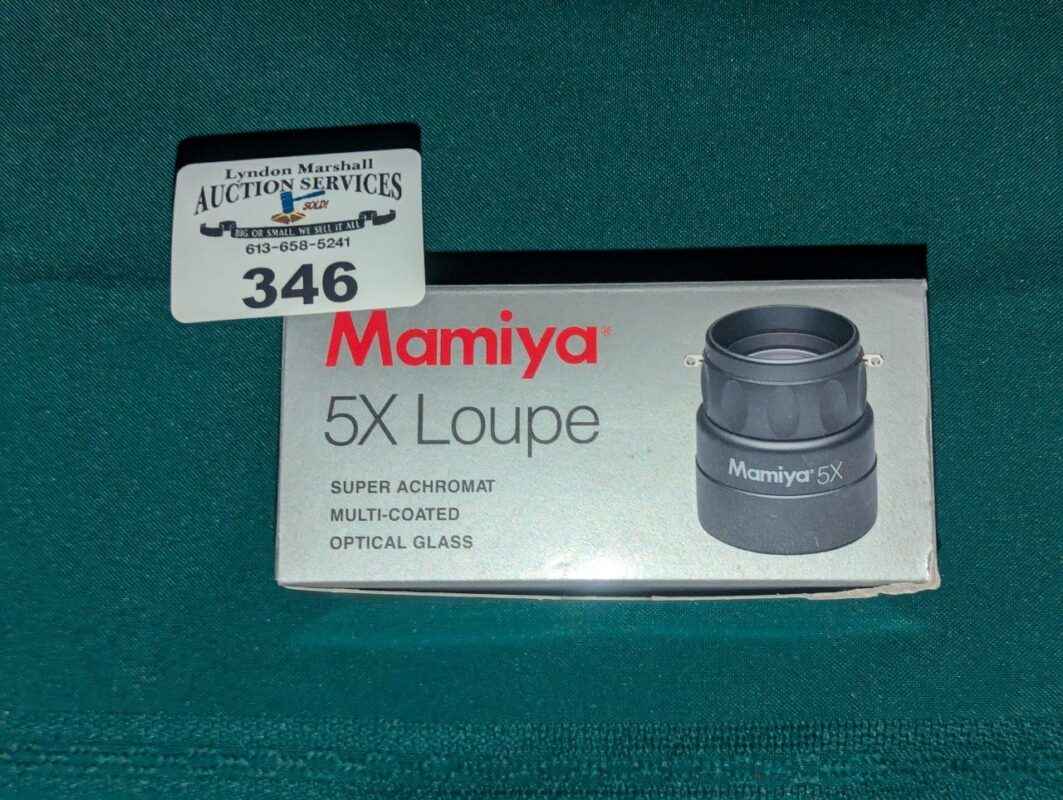 Lyndon Marshall
AUCTION SERVICES
SOLD!
BIG OR SMALL, WE SELL IT ALL
613-658-5241
346
Mamiya®
5X Loupe
SUPER ACHROMAT
MULTI-COATED
OPTICAL GLASS
Mamiya® 5X